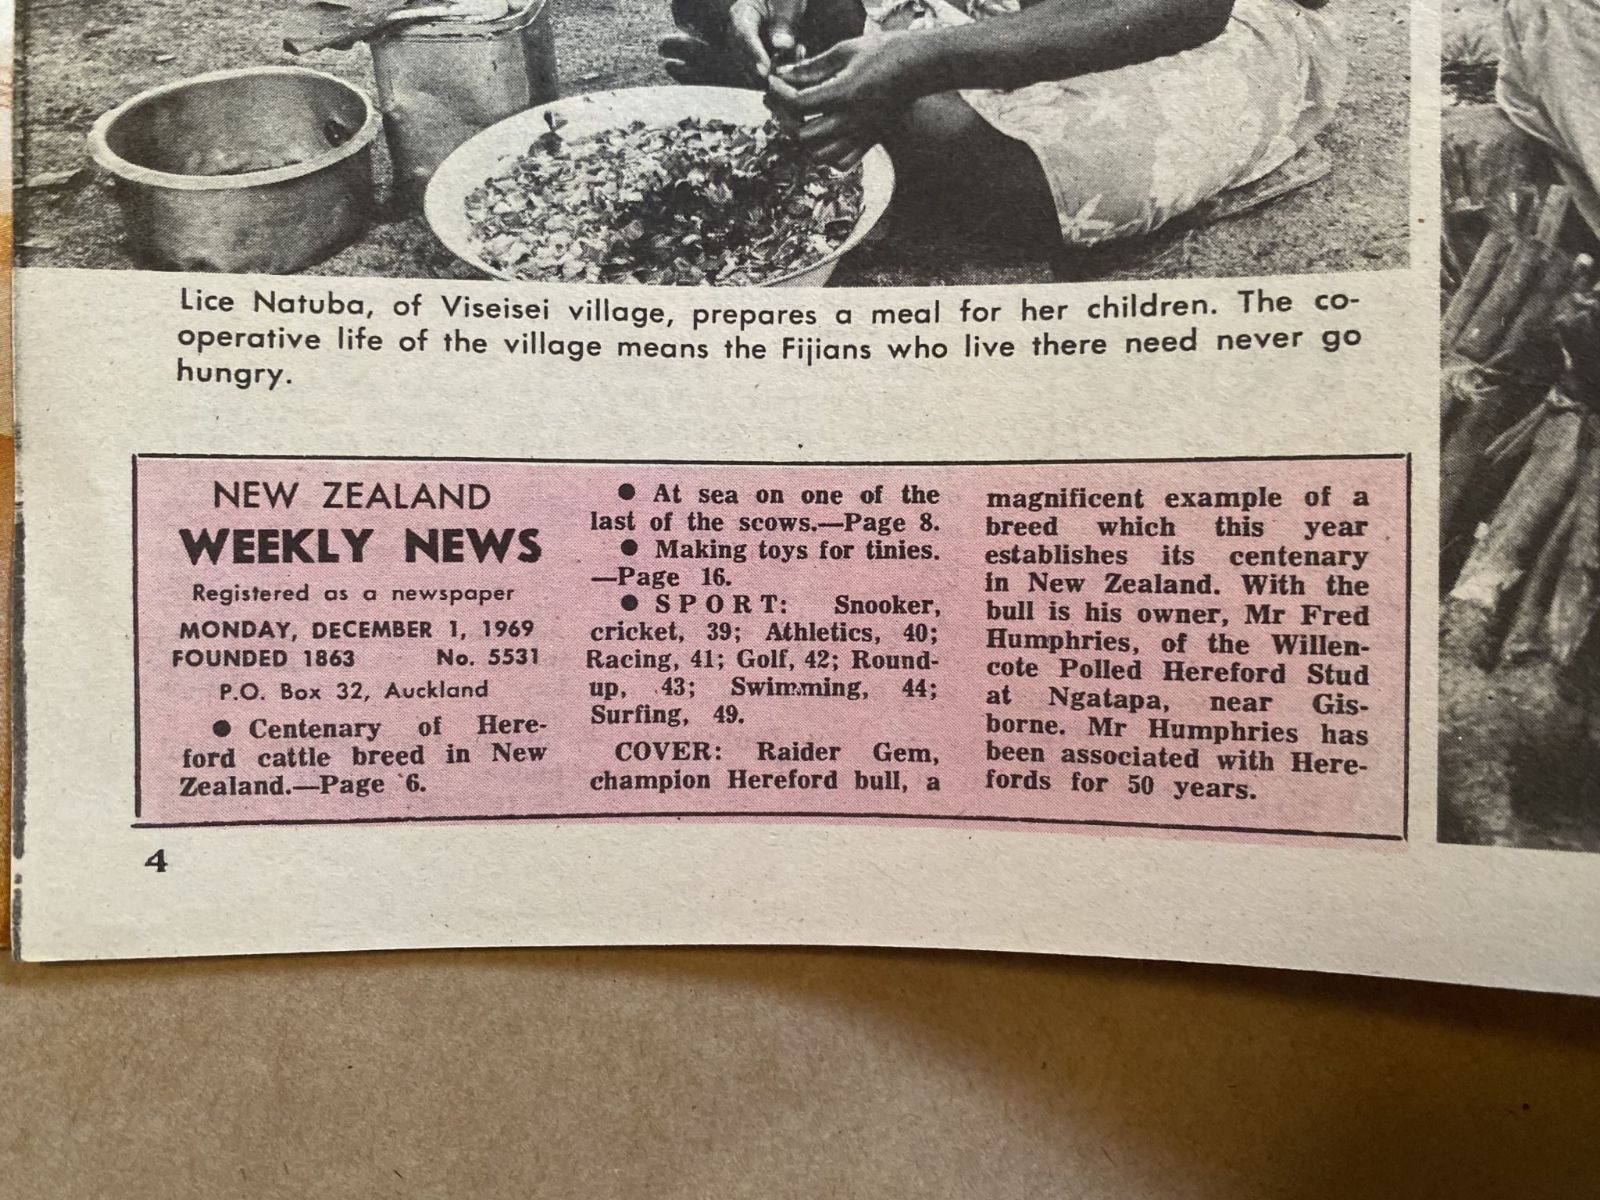 Lice Natuba, of Viseisei village, prepares a meal for her children. The co-
operative life of the village means the Fijians who live there need never go
hungry.
NEW ZEALAND
WEEKLY NEWS
Registered as a newspaper
MONDAY, DECEMBER 1, 1969
FOUNDED 1863 No. 5531
P.O. Box 32, Auckland
● Centenary of Here-
ford cattle breed in New
Zealand.—Page 6.
● At sea on one of the
last of the scows.—Page 8.
● Making toys for tinies.
—Page 16.
● SPORT: Snooker,
cricket, 39; Athletics, 40;
Racing, 41; Golf, 42; Round-
up, 43; Swimming, 44;
Surfing, 49.
COVER: Raider Gem,
champion Hereford bull, a
magnificent example of a
breed which this year
establishes its centenary
in New Zealand. With the
bull is his owner, Mr Fred
Humphries, of the Willen-
cote Polled Hereford Stud
at Ngatapa, near Gis-
borne. Mr Humphries has
been associated with Here-
fords for 50 years.
4